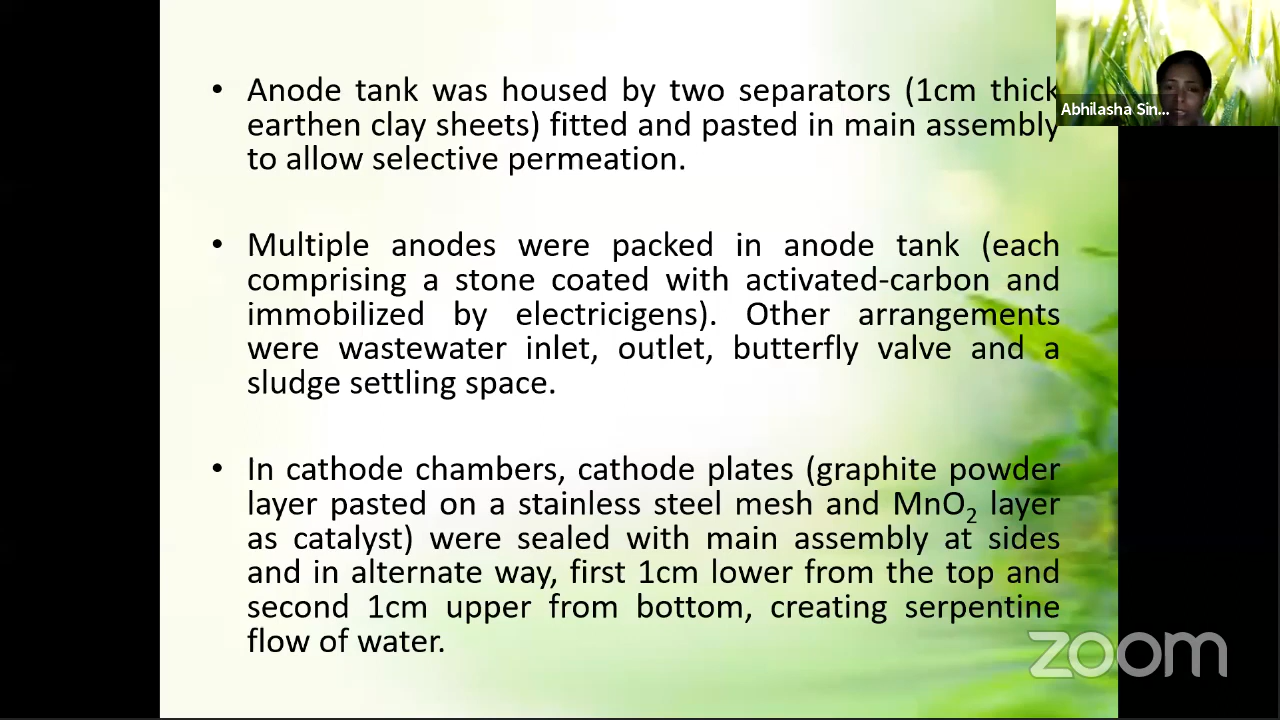 • Anode tank was housed by two separators (1cm thick
earthen clay sheets) fitted and pasted in main assembly
to allow selective permeation.
• Multiple anodes were packed in anode tank (each
comprising a stone coated with activated-carbon and
immobilized by electricigens). Other arrangements
were wastewater inlet, outlet, butterfly valve and a
sludge settling space.
• In cathode chambers, cathode plates (graphite powder
layer pasted on a stainless steel mesh and MnO₂ layer
as catalyst) were sealed with main assembly at sides
and in alternate way, first 1cm lower from the top and
second 1cm upper from bottom, creating serpentine
flow of water.
Abhilasha Sin...
zoom